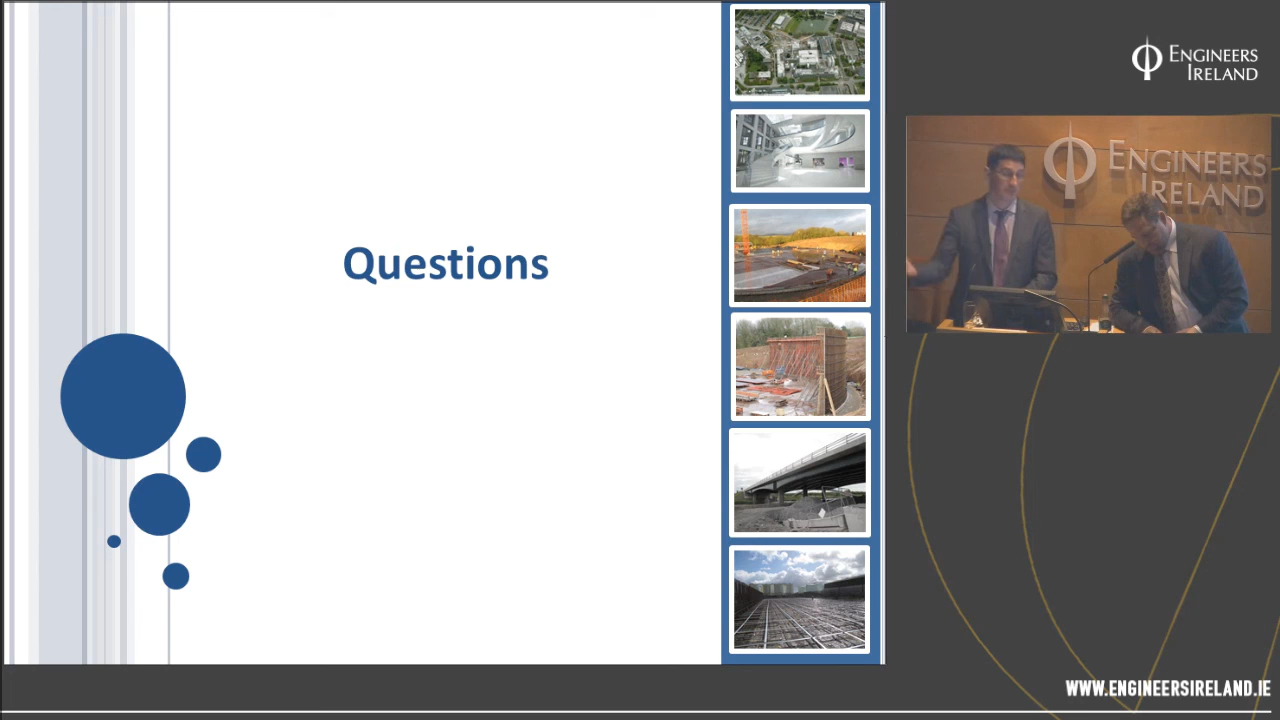 Questions
ENGINEERS
IRELAND
ENGINEERS
IRELAND
WWW.ENGINEERSIRELAND.IE